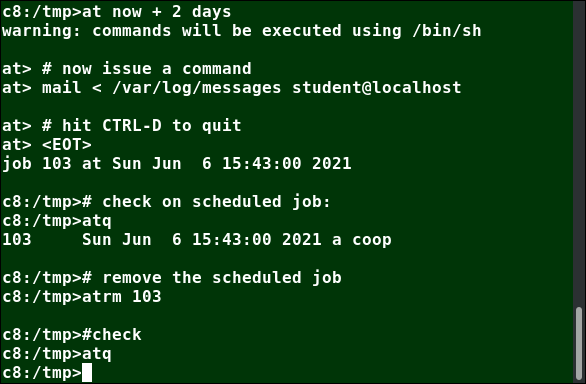 c8:/tmp>at now + 2 days
warning: commands will be executed using /bin/sh
at> # now issue a command
at> mail < /var/log/messages student@localhost
at> # hit CTRL-D to quit
at> <EOT>
job 103 at Sun Jun  6 15:43:00 2021
c8:/tmp># check on scheduled job:
c8:/tmp>atq
103     Sun Jun  6 15:43:00 2021 a coop
c8:/tmp># remove the scheduled job
c8:/tmp>atrm 103
c8:/tmp>#check
c8:/tmp>atq
c8:/tmp>